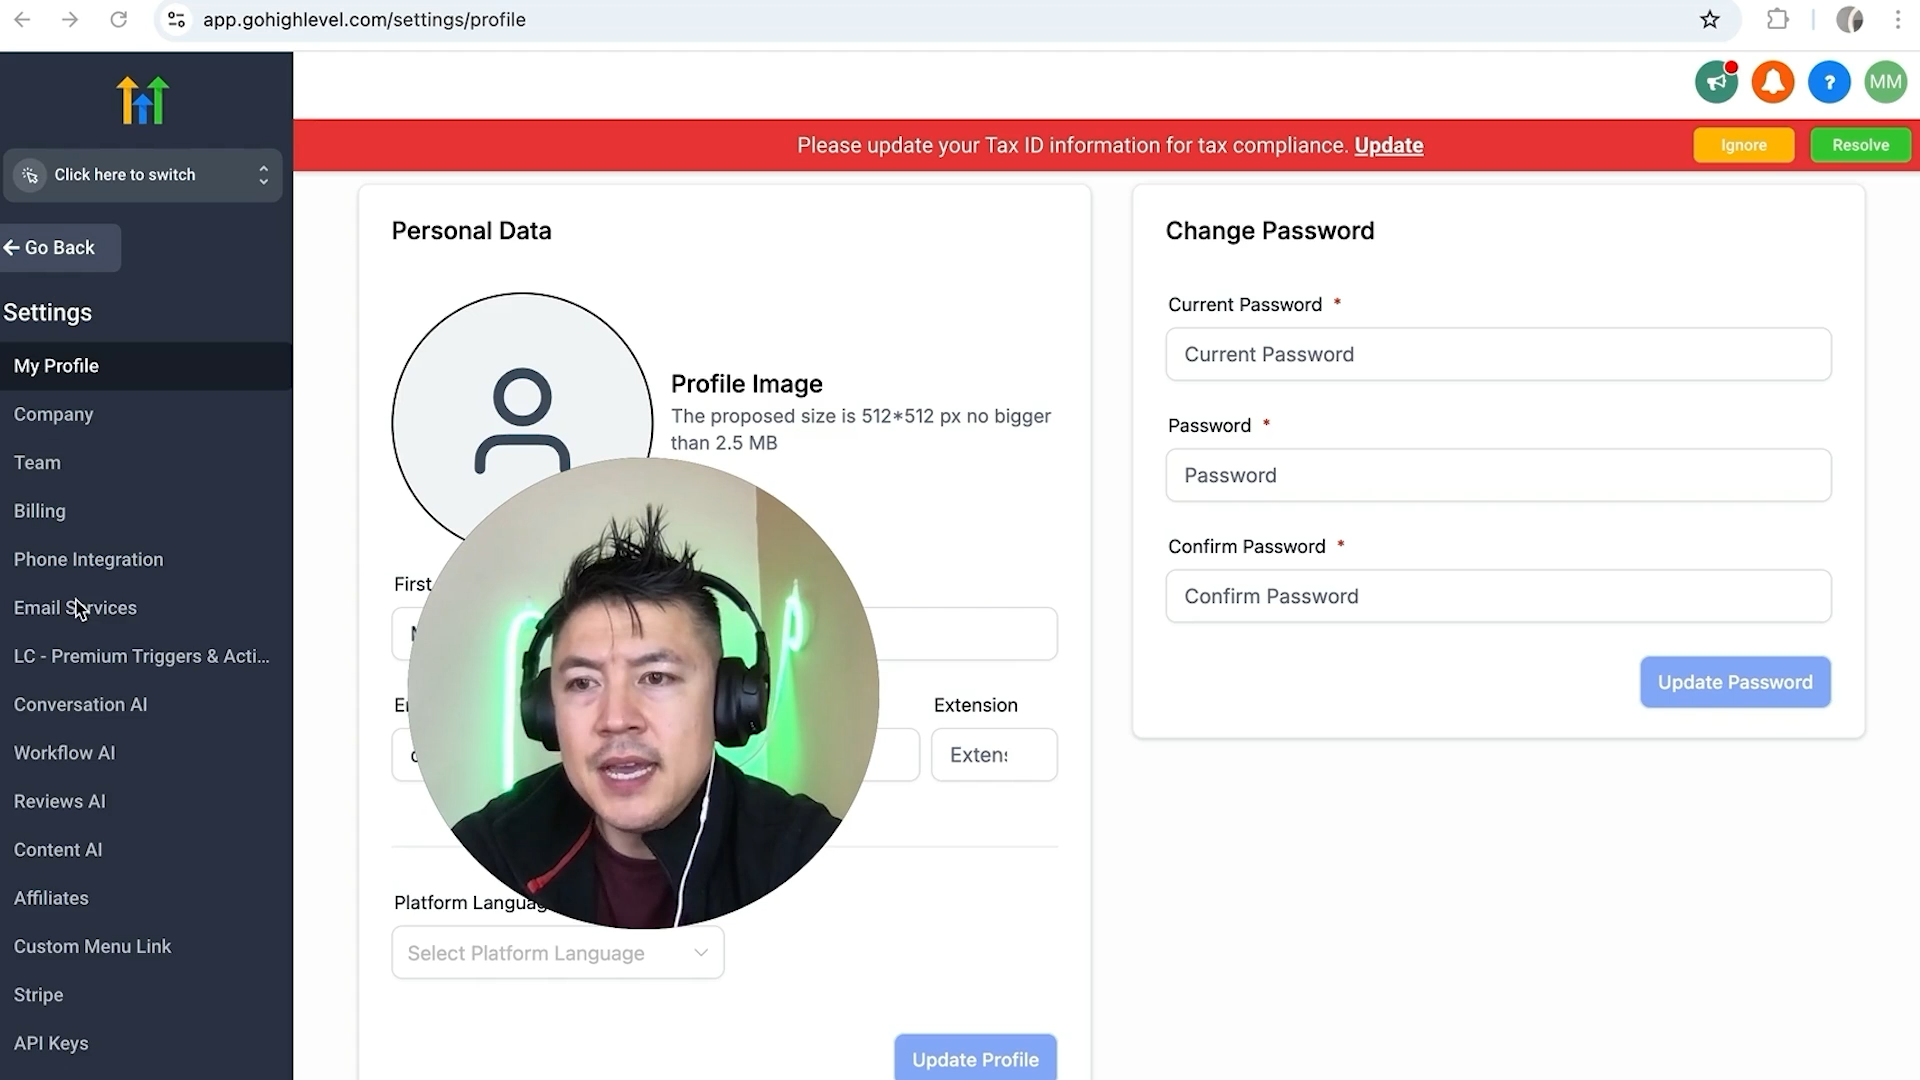 app.gohighlevel.com/settings/profile
?
MM
Please update your Tax ID information for tax compliance. Update
Ignore
Resolve
Click here to switch
Go Back
Settings
My Profile
Company
Team
Billing
Phone Integration
Email Services
LC - Premium Triggers & Acti...
Conversation AI
Workflow AI
Reviews AI
Content AI
Affiliates
Custom Menu Link
Stripe
API Keys
Personal Data
Profile Image
The proposed size is 512*512 px no bigger
than 2.5 MB
First
Extension
Platform Language
Select Platform Language
Update Profile
Change Password
Current Password *
Current Password
Password *
Password
Confirm Password *
Confirm Password
Update Password